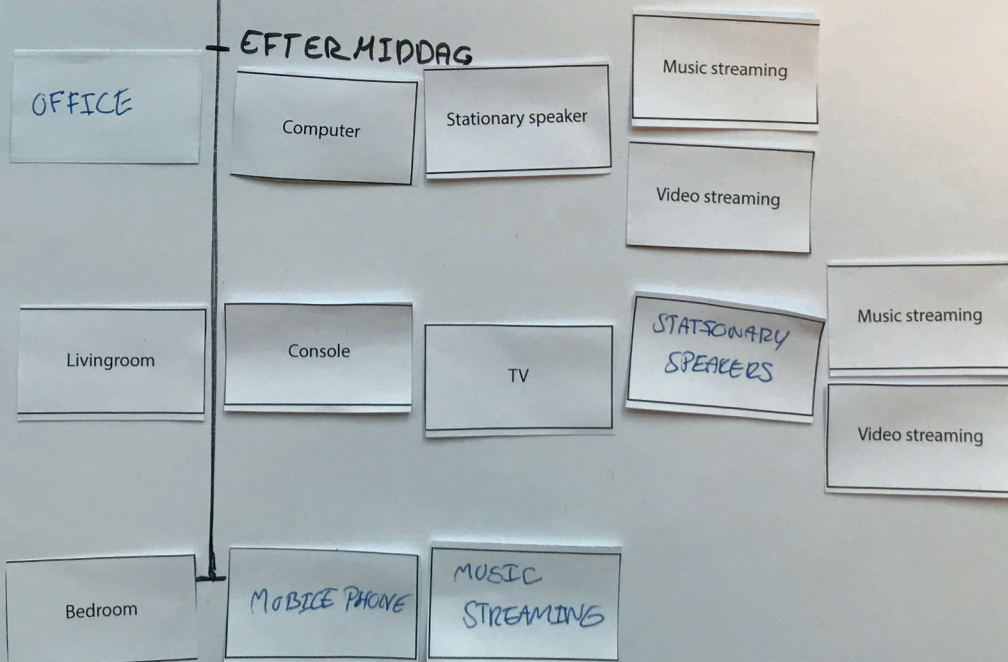 EFTERMIDDAG
OFFICE
Computer
Stationary speaker
Music streaming
Video streaming
Livingroom
Console
TV
STATSONARY
SPEAKERS
Music streaming
Video streaming
Bedroom
MOBILE PHONE
MUSIC
STREAMING